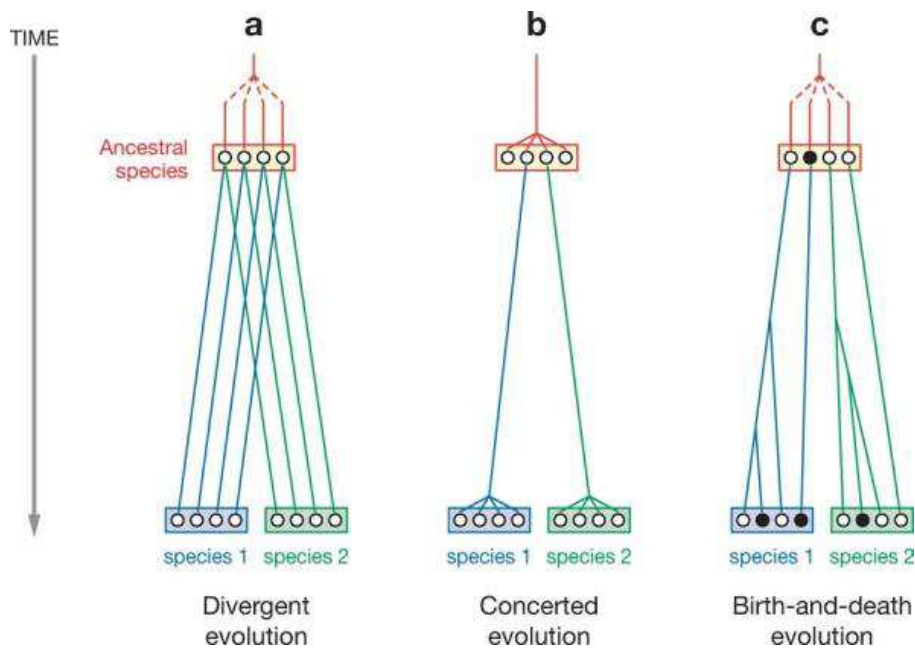 a
b
c
TIME
Ancestral
species
species 1
species 2
species 1
species 2
species 1
species 2
Divergent
evolution
Concerted
evolution
Birth-and-death
evolution